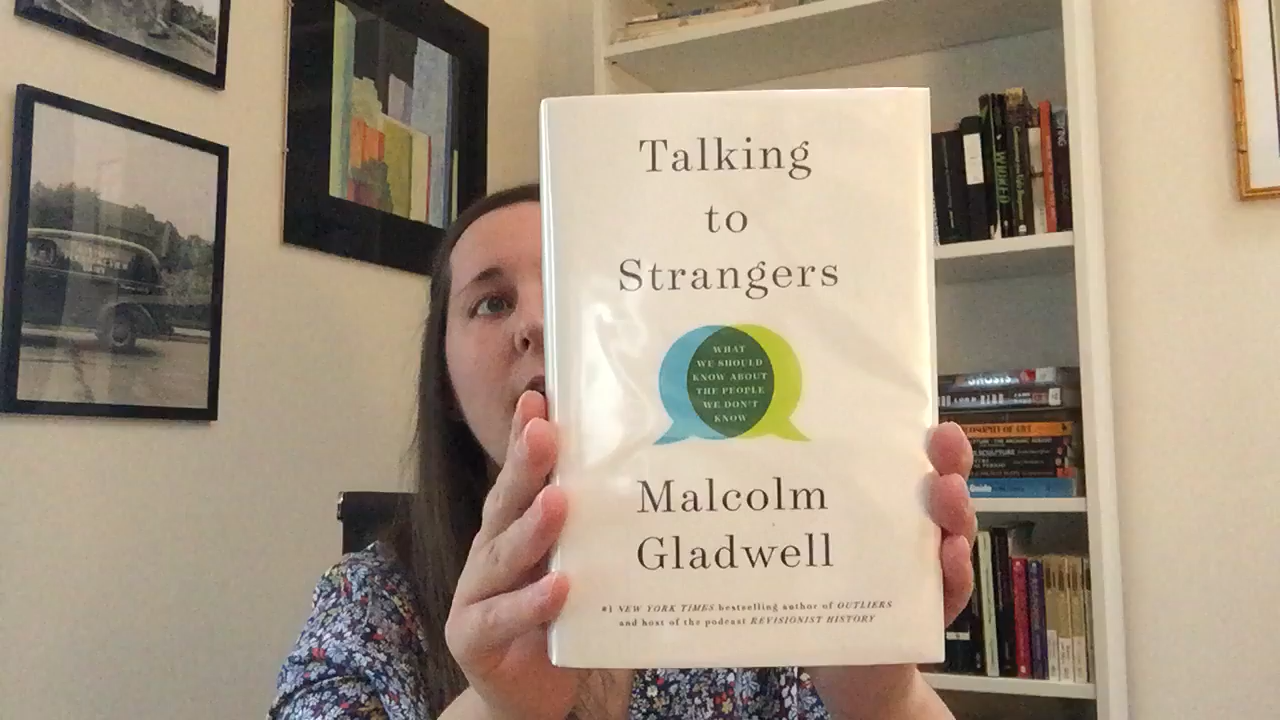 Talking
to
Strangers
WHAT
WE SHOULD
KNOW ABOUT
THE PEOPLE
WE DON'T
KNOW
Malcolm
Gladwell
#1 NEW YORK TIMES bestselling author of OUTLIERS
and host of the podcast REVISIONIST HISTORY
WICKED
GHOSTS